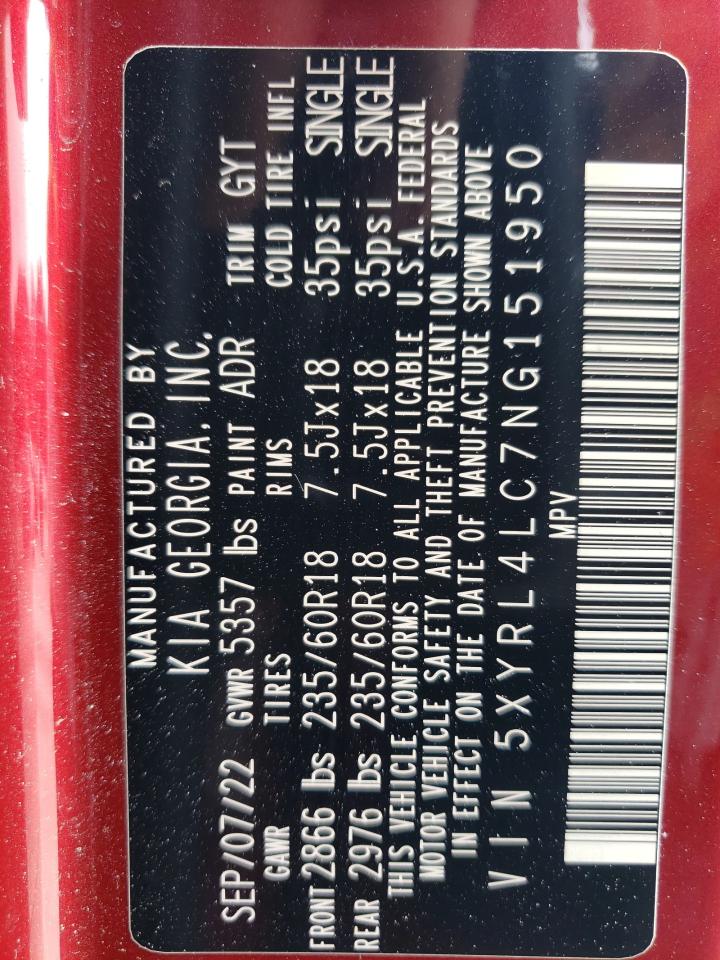 MANUFACTURED BY
KIA GEORGIA, INC.
SEP/07/22 GVWR 5357 lbs PAINT ADR TRIM GYT
GAWR TIRES RIMS COLD TIRE INFL
FRONT 2866 lbs 235/60R18 7.5Jx18 35psi SINGLE
REAR 2976 lbs 235/60R18 7.5Jx18 35psi SINGLE
THIS VEHICLE CONFORMS TO ALL APPLICABLE U.S.A. FEDERAL
MOTOR VEHICLE SAFETY AND THEFT PREVENTION STANDARDS
IN EFFECT ON THE DATE OF MANUFACTURE SHOWN ABOVE
VIN 5XYRL4LC7NG151950
MPV